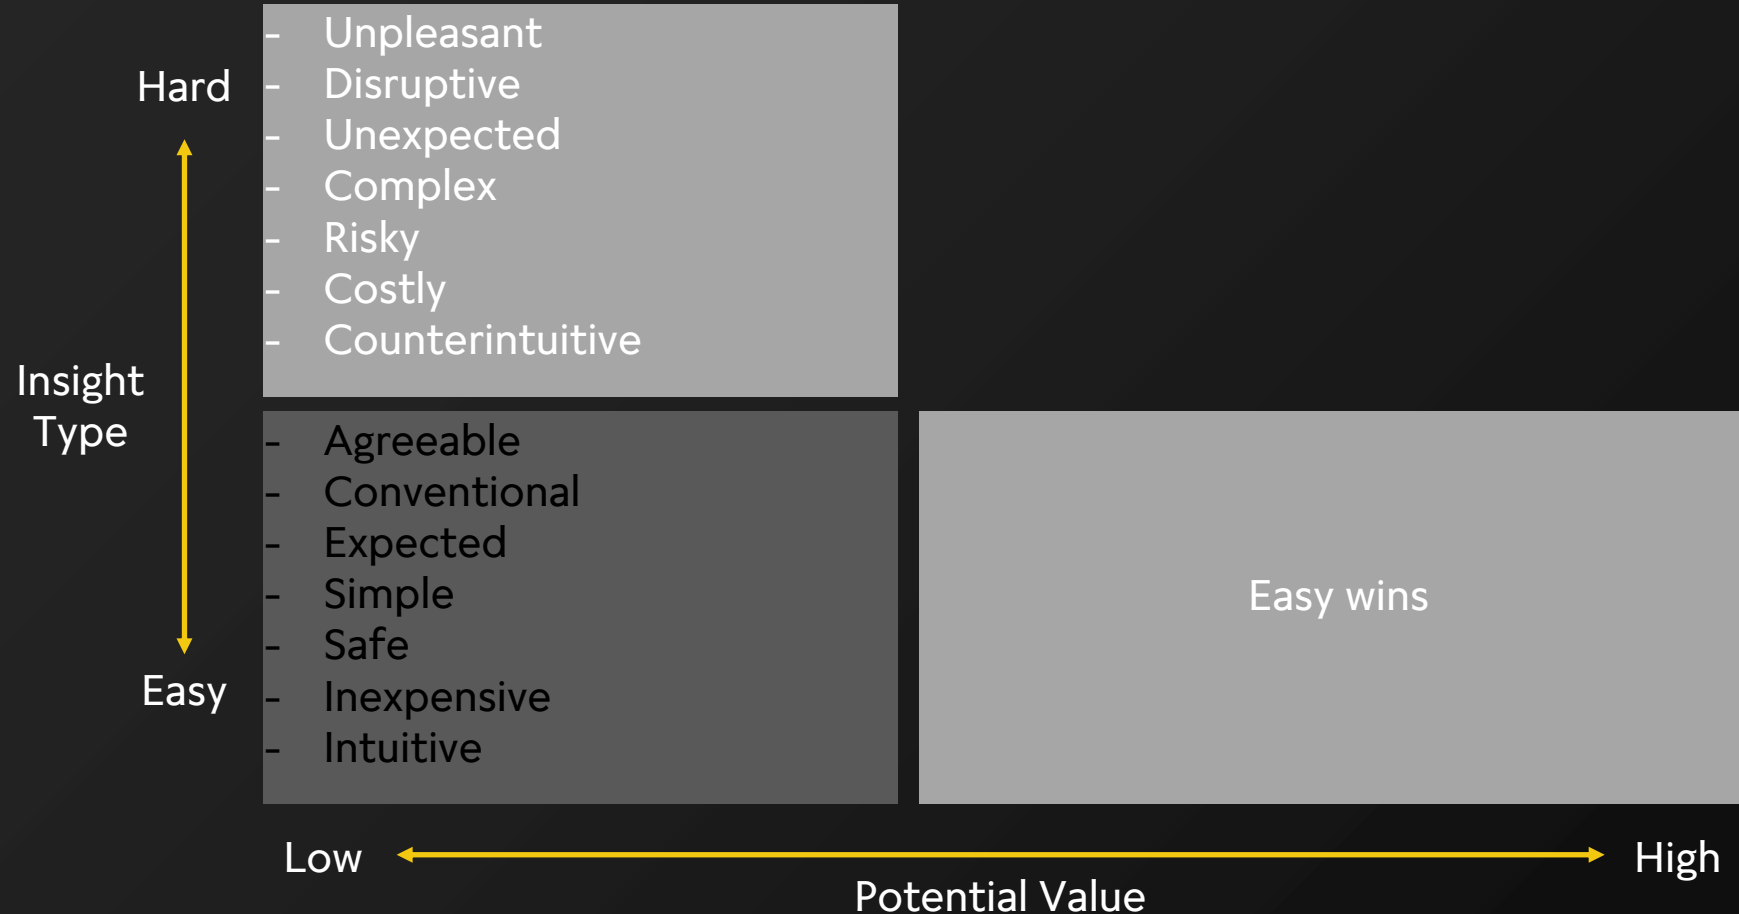 Hard
- Unpleasant
- Disruptive
- Unexpected
- Complex
- Risky
- Costly
- Counterintuitive
Insight
Type
- Agreeable
- Conventional
- Expected
- Simple
- Safe
- Inexpensive
- Intuitive
Easy
Easy wins
Low
High
Potential Value